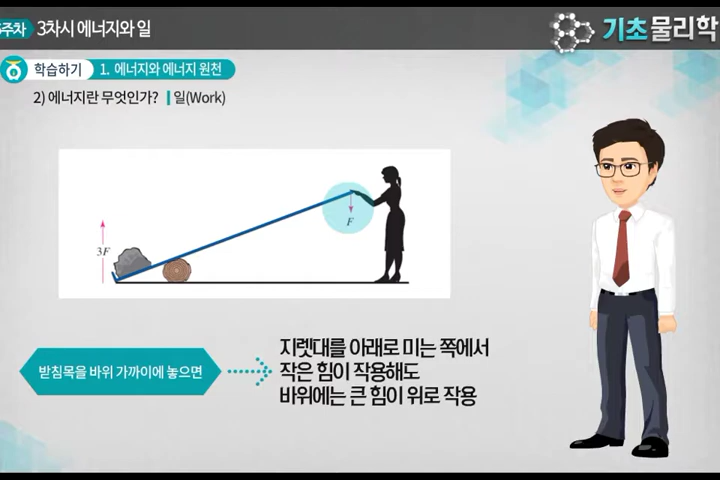 5주차 3차시 에너지와 일
기초물리학
학습하기 1. 에너지와 에너지 원천
2) 에너지란 무엇인가? 일(Work)
3F
F
받침목을 바위 가까이에 놓으면
지렛대를 아래로 미는 쪽에서
작은 힘이 작용해도
바위에는 큰 힘이 위로 작용